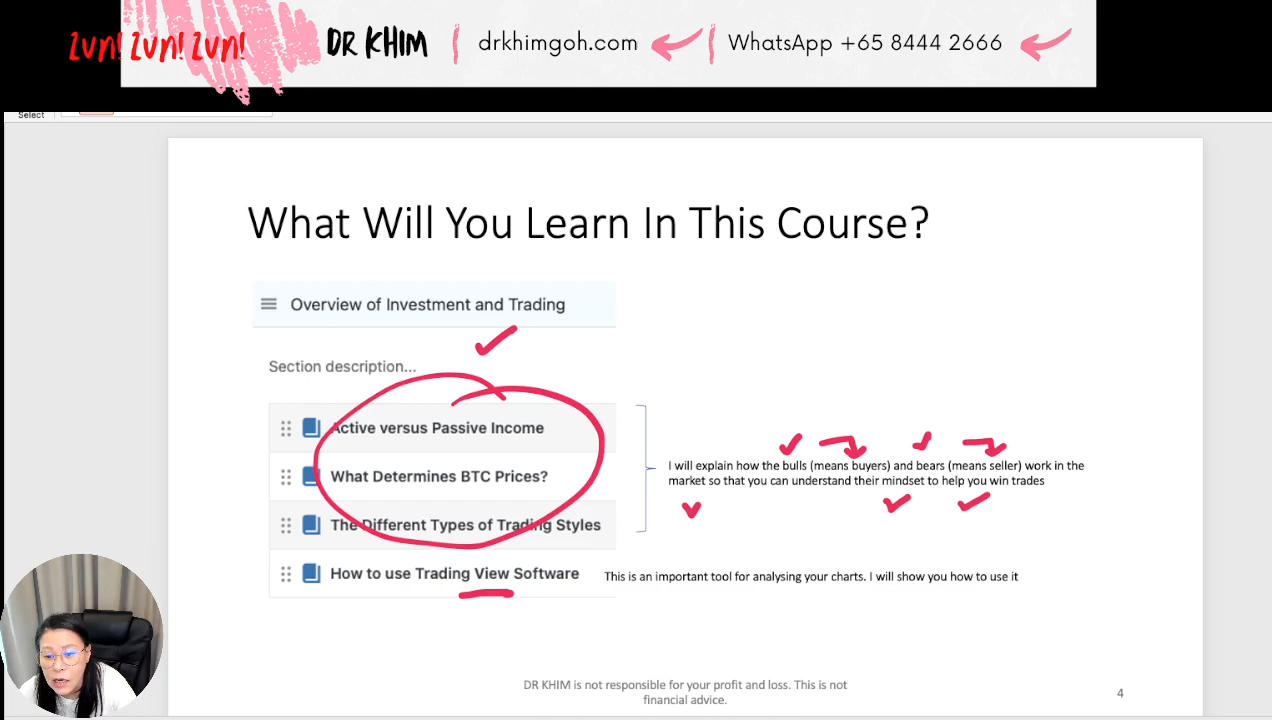 ZUN! ZUN! ZUN! DR KHIM drkhimgoh.com WhatsApp +65 8444 2666
Select
What Will You Learn In This Course?
Overview of Investment and Trading
Section description...
Active versus Passive Income
What Determines BTC Prices?
The Different Types of Trading Styles
How to use Trading View Software
I will explain how the bulls (means buyers) and bears (means seller) work in the
market so that you can understand their mindset to help you win trades
This is an important tool for analysing your charts. I will show you how to use it
DR KHIM is not responsible for your profit and loss. This is not
financial advice.
4